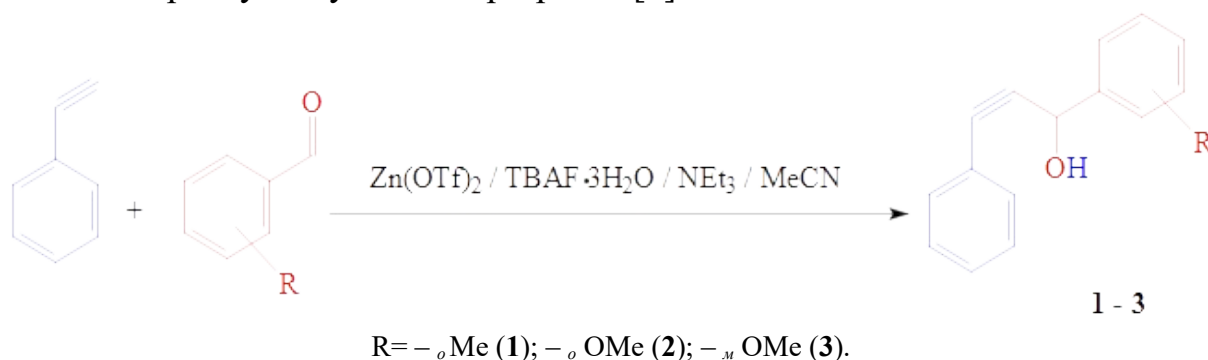 O
R
Zn(OTf)₂ / TBAF·3H₂O / NEt₃ / MeCN
OH
+
R
1 - 3
R= – ₒ Me (1); – ₒ OMe (2); – м OMe (3).